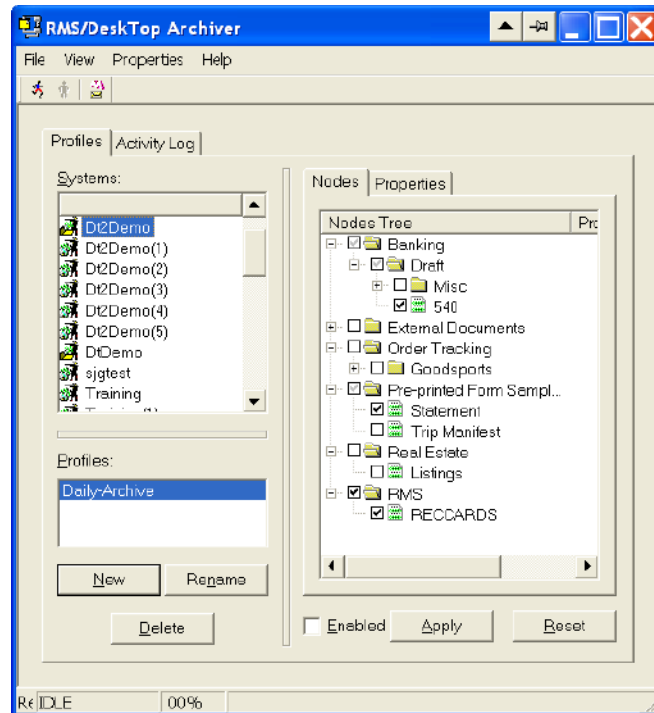 RMS/DeskTop Archiver
File View Properties Help
Profiles Activity Log
Systems:
Dt2Demo
Dt2Demo(1)
Dt2Demo(2)
Dt2Demo(3)
Dt2Demo(4)
Dt2Demo(5)
DtDemo
sjgtest
Training
Profiles:
Daily-Archive
New Rename
Delete
Nodes Properties
Nodes Tree Prc
Banking
Draft
Misc
540
External Documents
Order Tracking
Goodsports
Pre-printed Form Sampl...
Statement
Trip Manifest
Real Estate
Listings
RMS
RECCARDS
Enabled Apply Reset
Re IDLE 00%